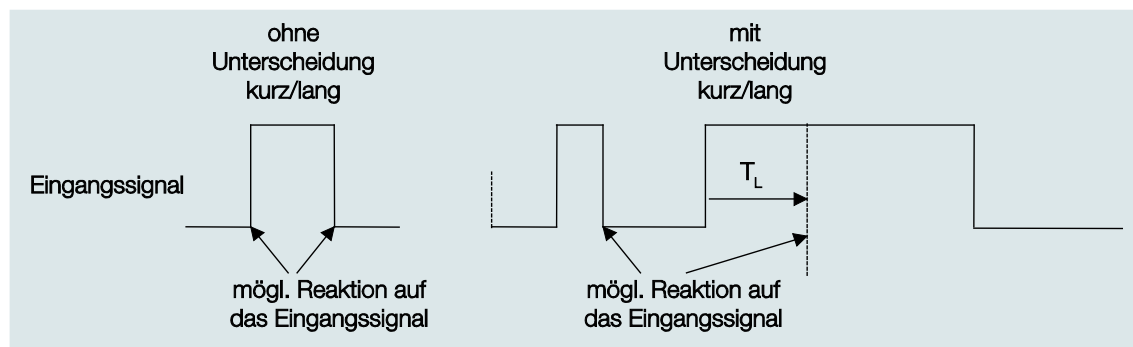 ohne
Unterscheidung
kurz/lang
mit
Unterscheidung
kurz/lang
Eingangssignal
TL
mögl. Reaktion auf
das Eingangssignal
mögl. Reaktion auf
das Eingangssignal